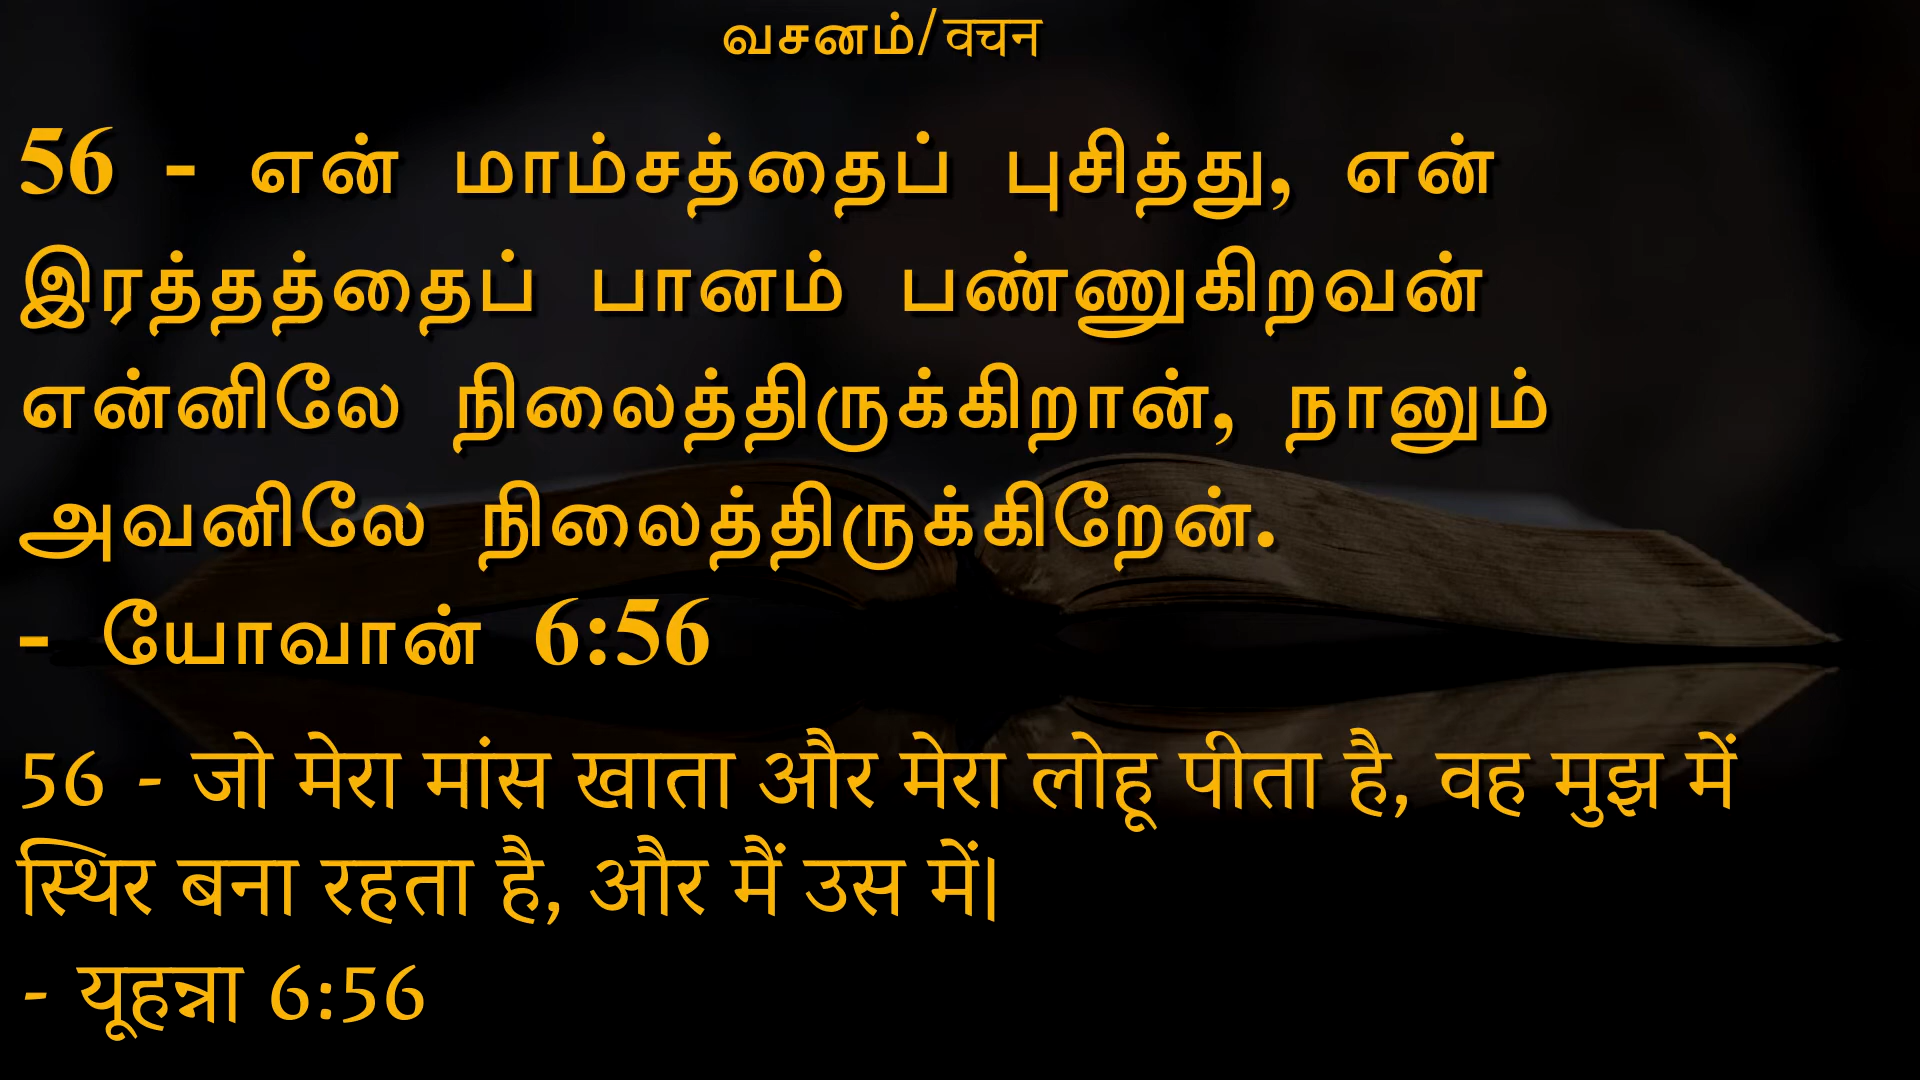 வசனம்/वचन
56 - என் மாம்சத்தைப் புசித்து, என்
இரத்தத்தைப் பானம் பண்ணுகிறவன்
என்னிலே நிலைத்திருக்கிறான், நானும்
அவனிலே நிலைத்திருக்கிறேன்.
- யோவான் 6:56
56 - जो मेरा मांस खाता और मेरा लोहू पीता है, वह मुझ में
स्थिर बना रहता है, और मैं उस में।
- यूहन्ना 6:56